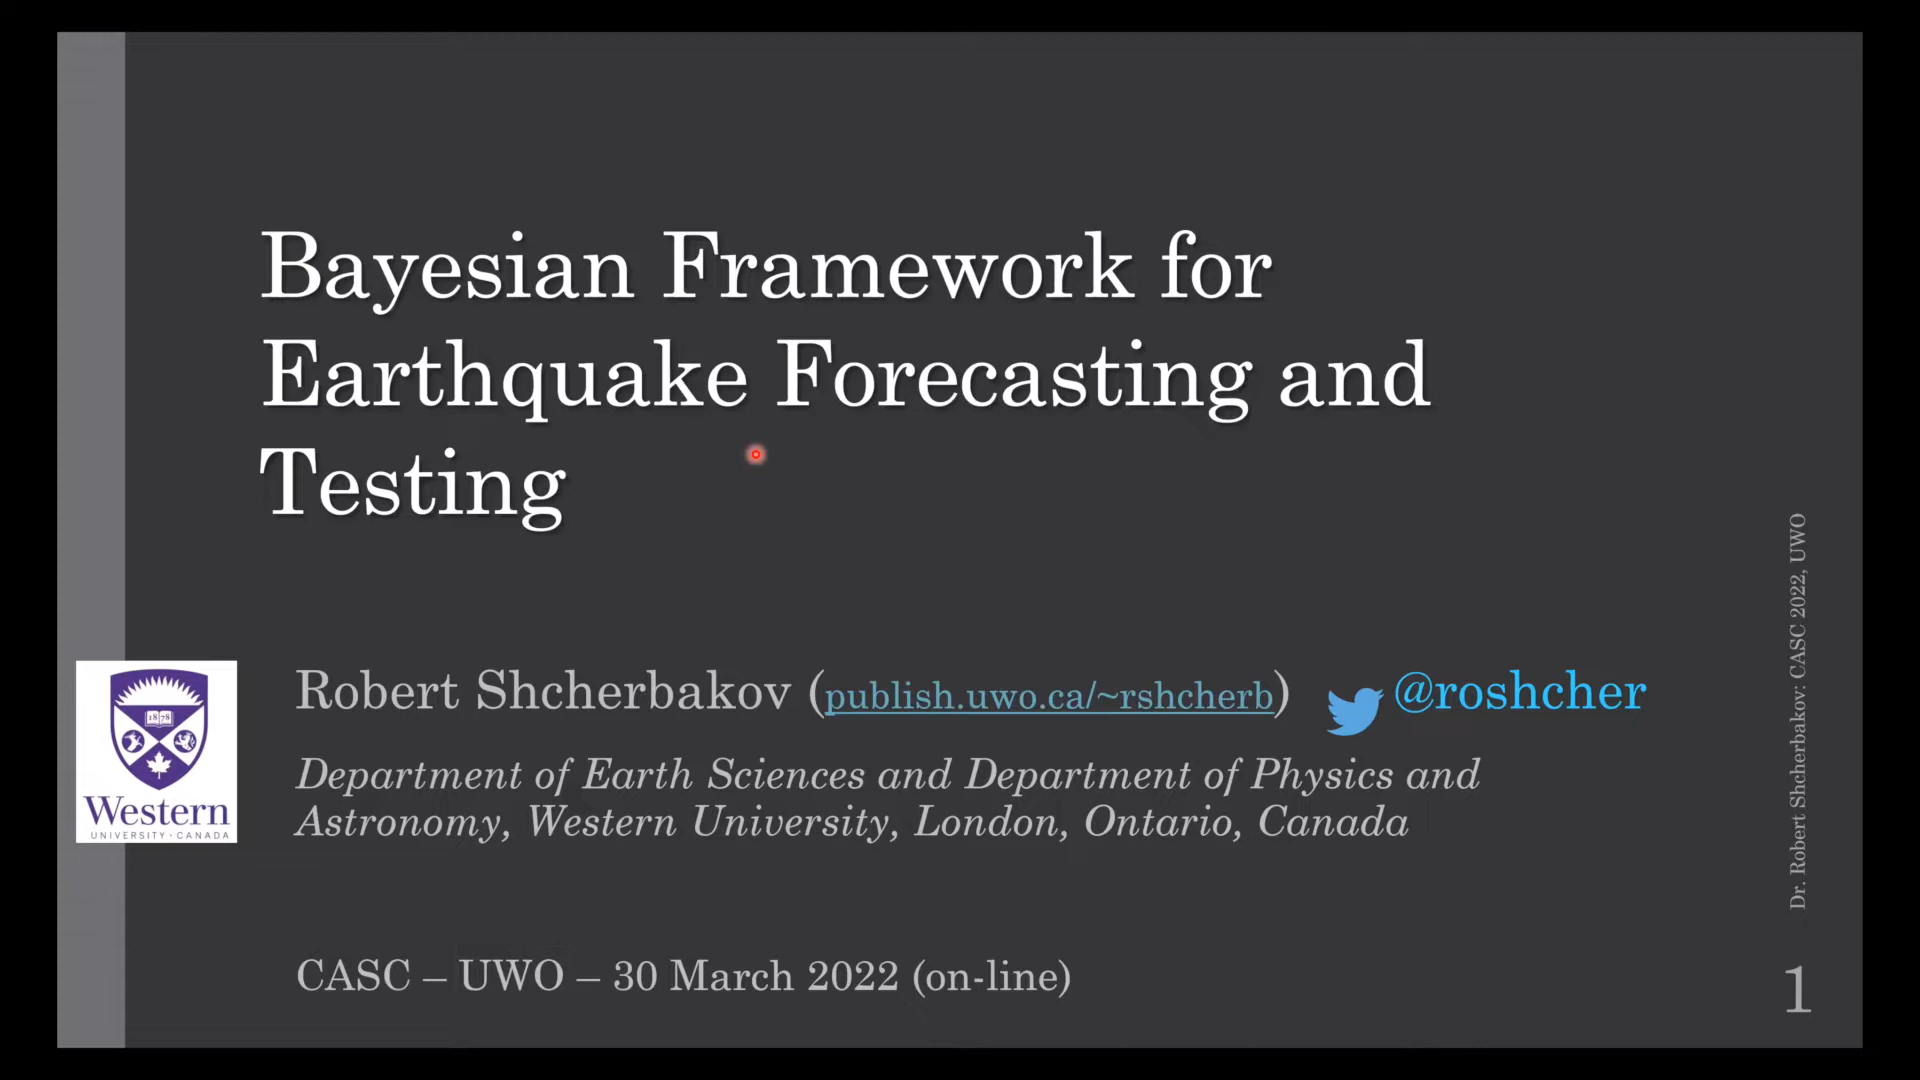 Bayesian Framework for
Earthquake Forecasting and
Testing
Robert Shcherbakov (publish.uwo.ca/~rshcherb) @roshcher
Department of Earth Sciences and Department of Physics and
Astronomy, Western University, London, Ontario, Canada
1878
Western
UNIVERSITY · CANADA
CASC – UWO – 30 March 2022 (on-line)
Dr. Robert Shcherbakov: CASC 2022, UWO
1